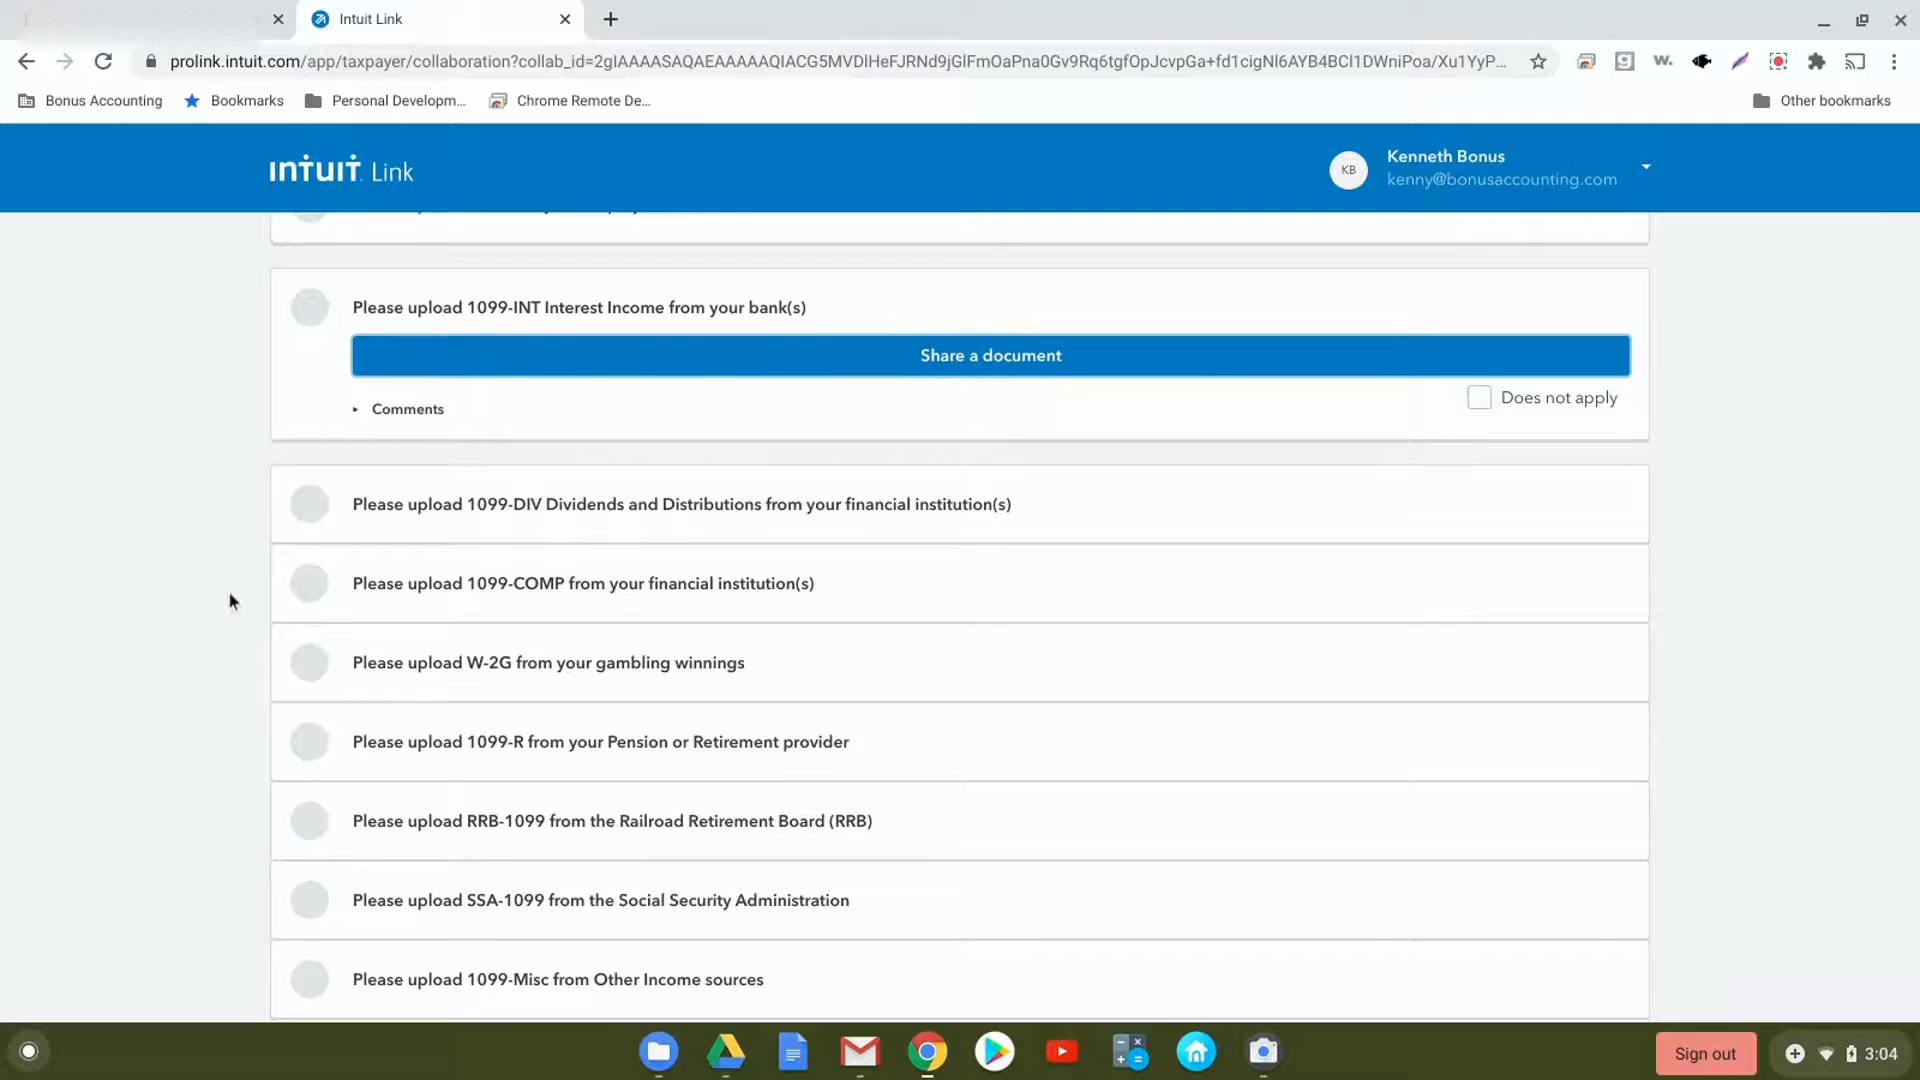 Intuit Link
prolink.intuit.com/app/taxpayer/collaboration?collab_id=2glAAAASAQAEAAAAAQIACG5MVDlHeFJRNd9jGlFmOaPna0Gv9Rq6tgfOpJcvpGa+fd1cigNl6AYB4BCl1DWniPoa/Xu1YyP...
Bonus Accounting
Bookmarks
Personal Developm...
Chrome Remote De...
Other bookmarks
INTUIT Link
KB
Kenneth Bonus
kenny@bonusaccounting.com
Please upload 1099-INT Interest Income from your bank(s)
Share a document
Does not apply
Comments
Please upload 1099-DIV Dividends and Distributions from your financial institution(s)
Please upload 1099-COMP from your financial institution(s)
Please upload W-2G from your gambling winnings
Please upload 1099-R from your Pension or Retirement provider
Please upload RRB-1099 from the Railroad Retirement Board (RRB)
Please upload SSA-1099 from the Social Security Administration
Please upload 1099-Misc from Other Income sources
Sign out
3:04